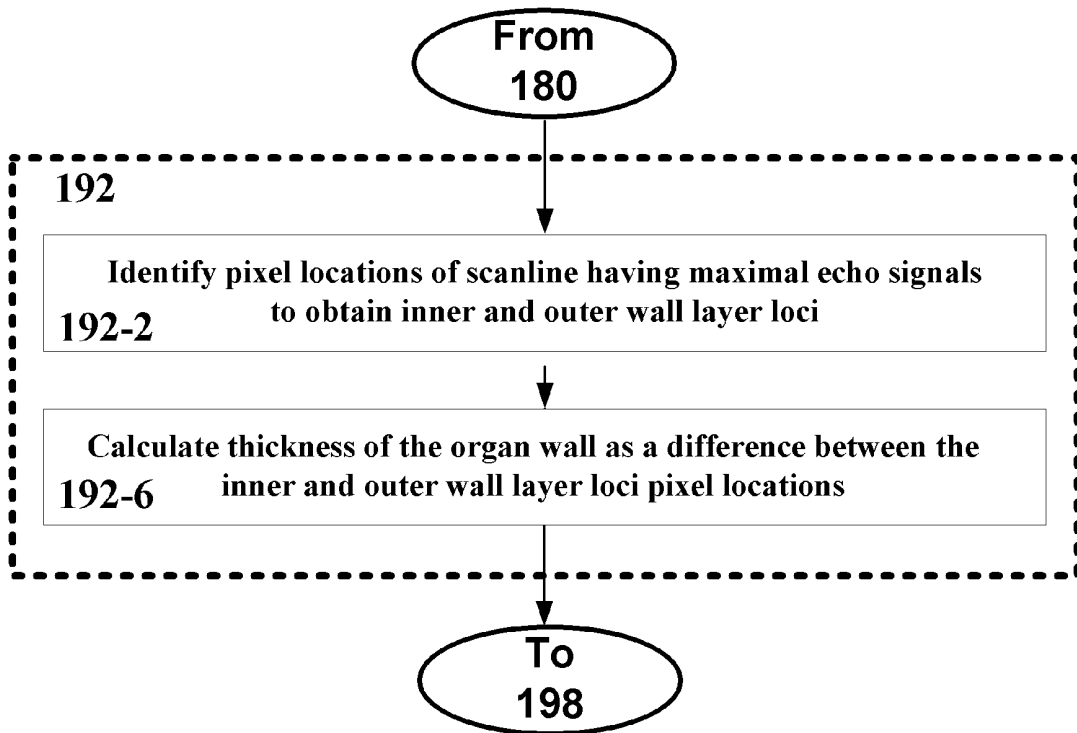 From
180
192
Identify pixel locations of scanline having maximal echo signals
to obtain inner and outer wall layer loci
192-2
Calculate thickness of the organ wall as a difference between the
inner and outer wall layer loci pixel locations
192-6
To
198